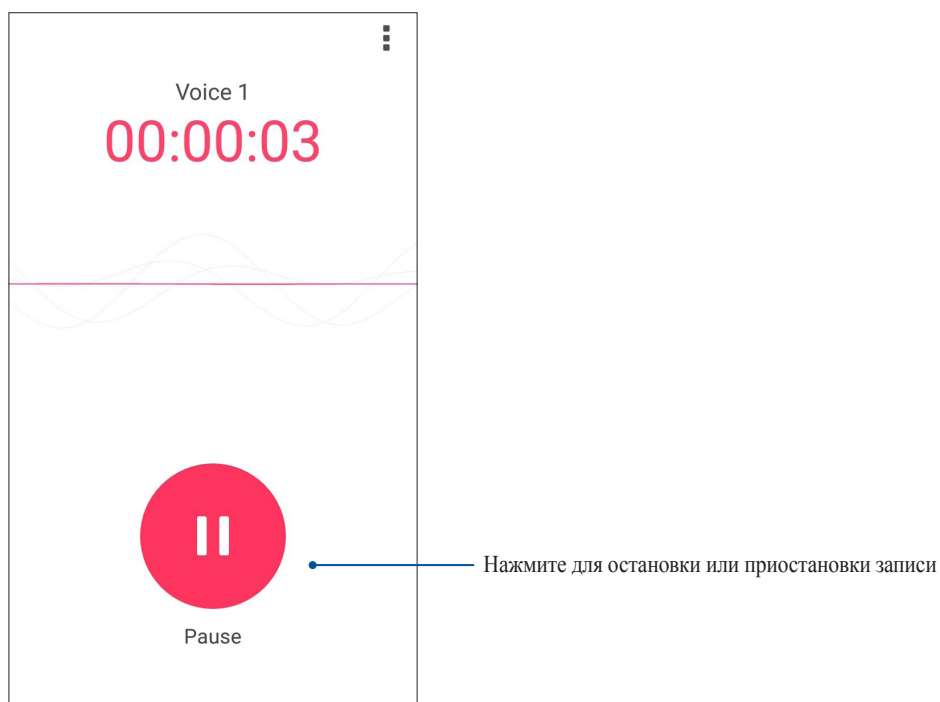 Voice 1
00:00:03
Нажмите для остановки или приостановки записи
Pause